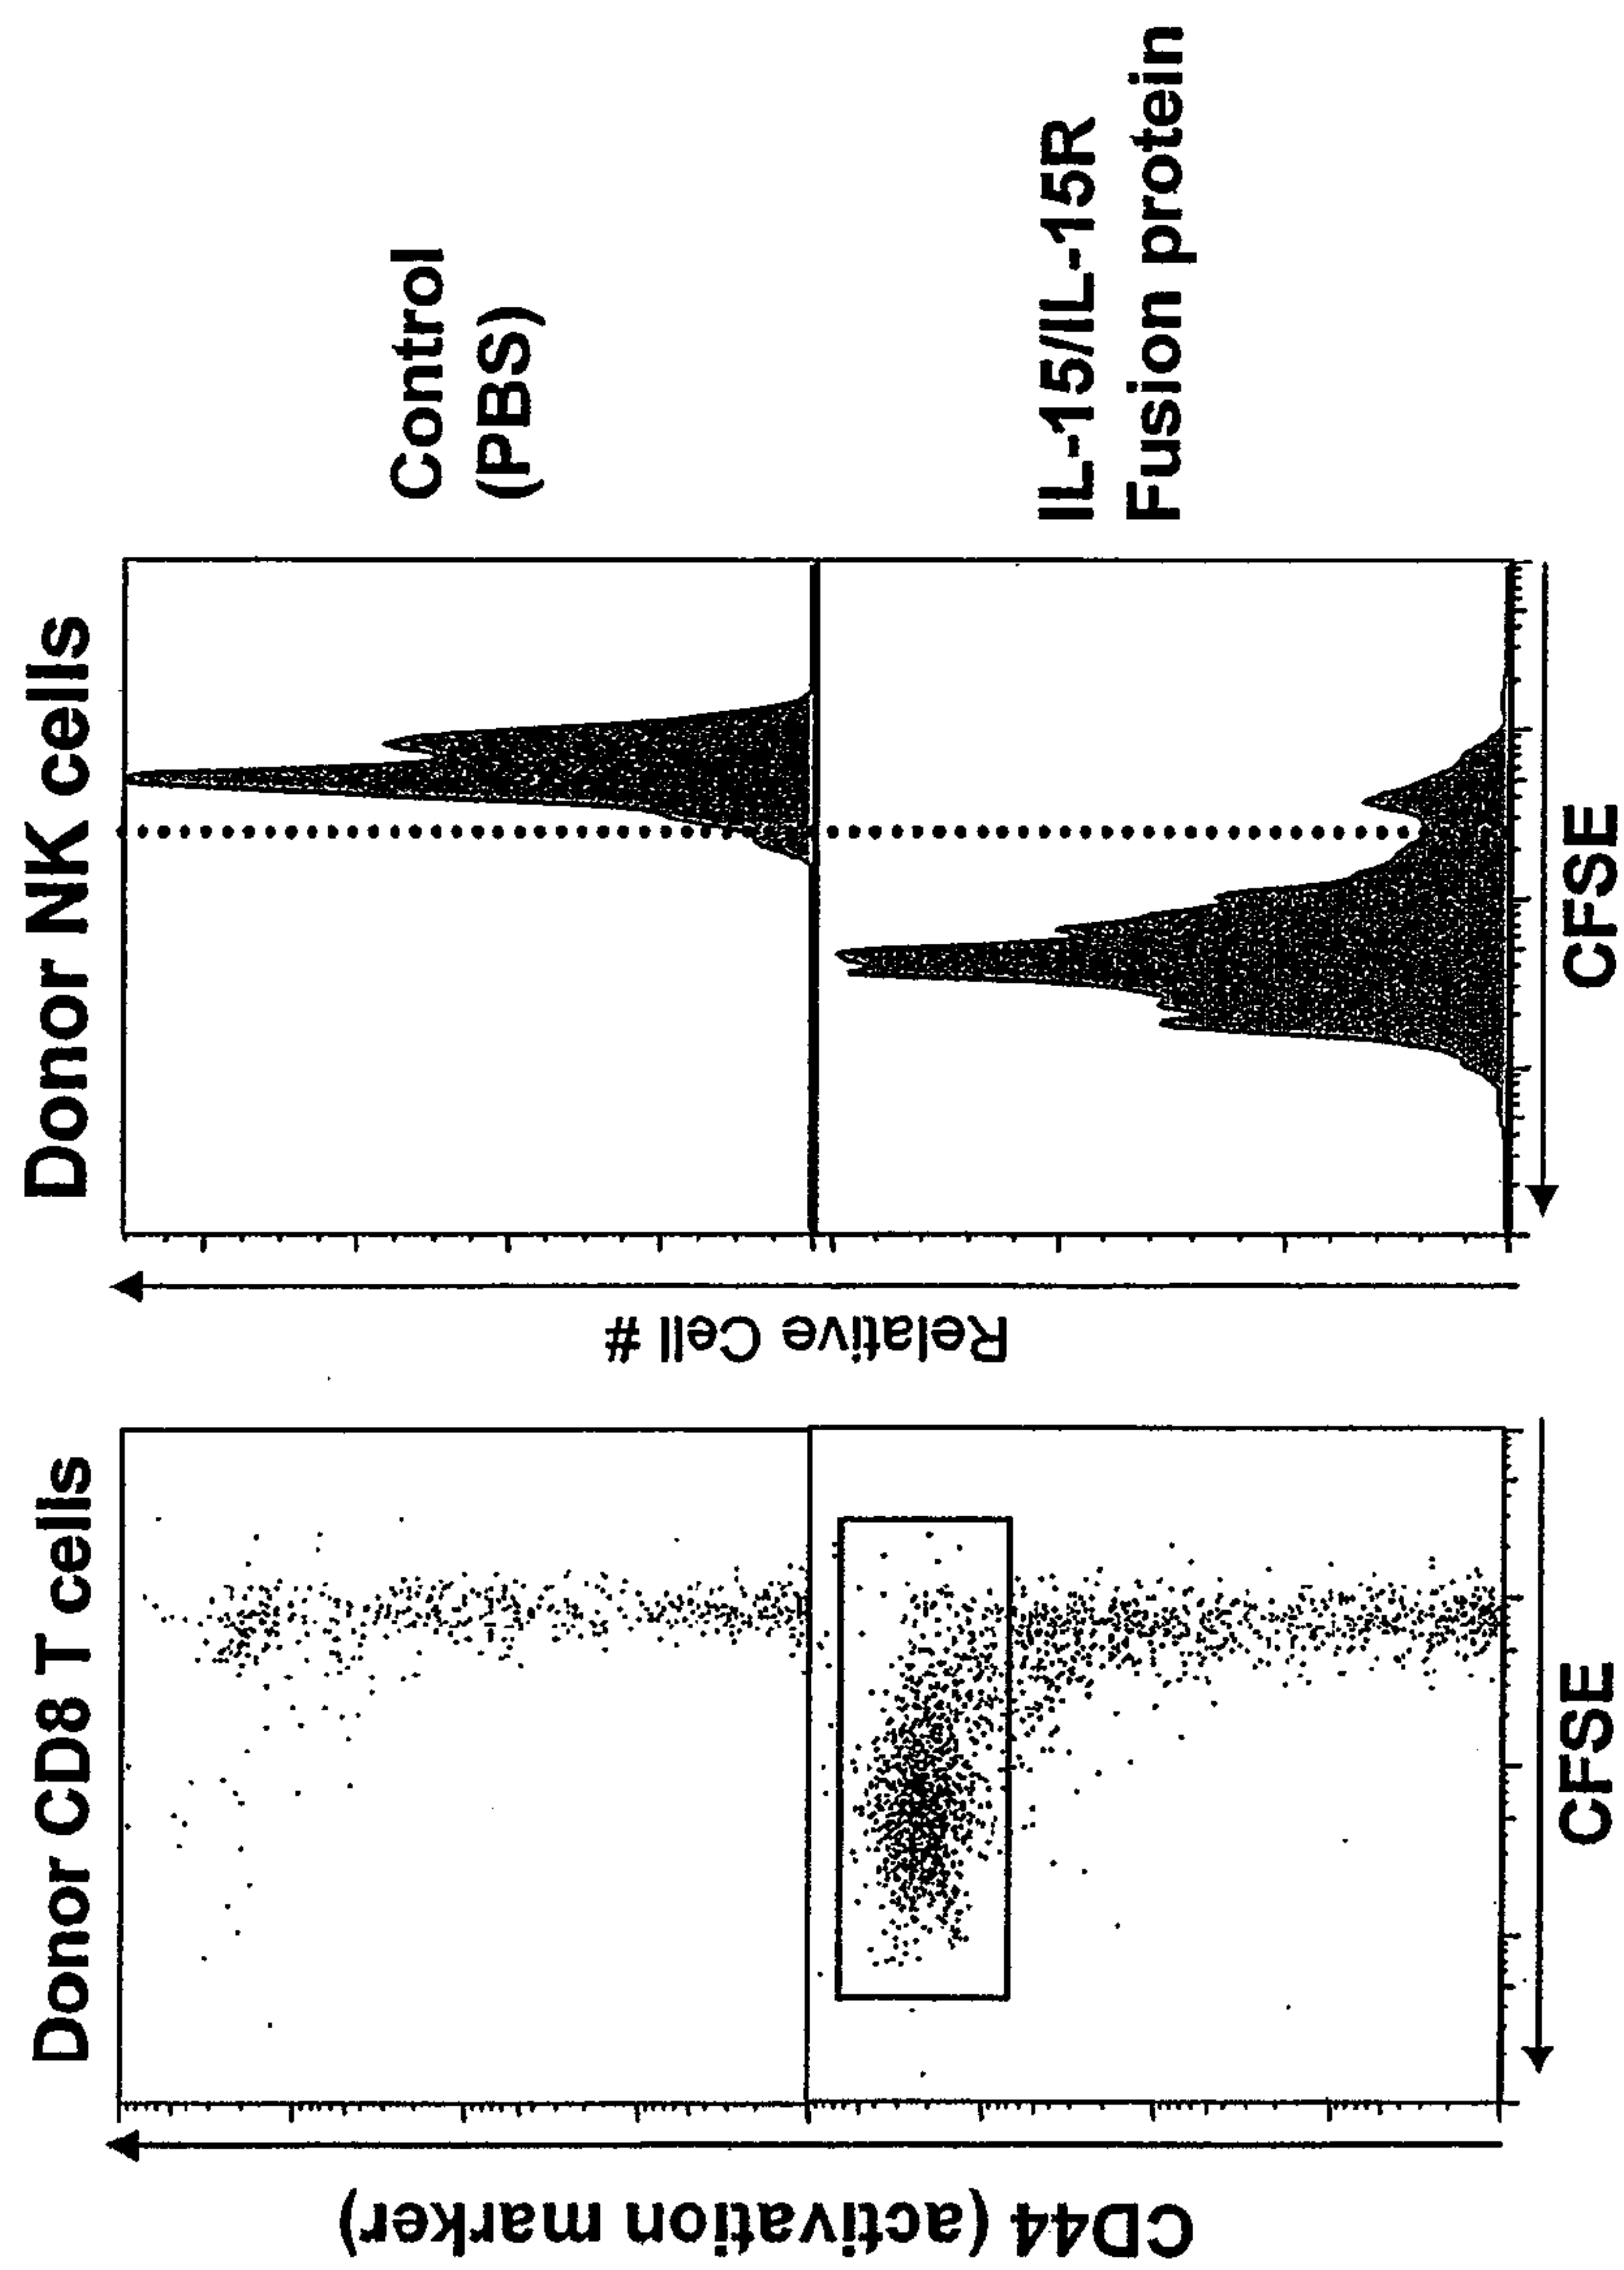 Donor CD8 T cells
Donor NK cells
CD44 (activation marker)
Relative Cell #
Control
(PBS)
IL-15/IL-15R
Fusion protein
CFSE
CFSE